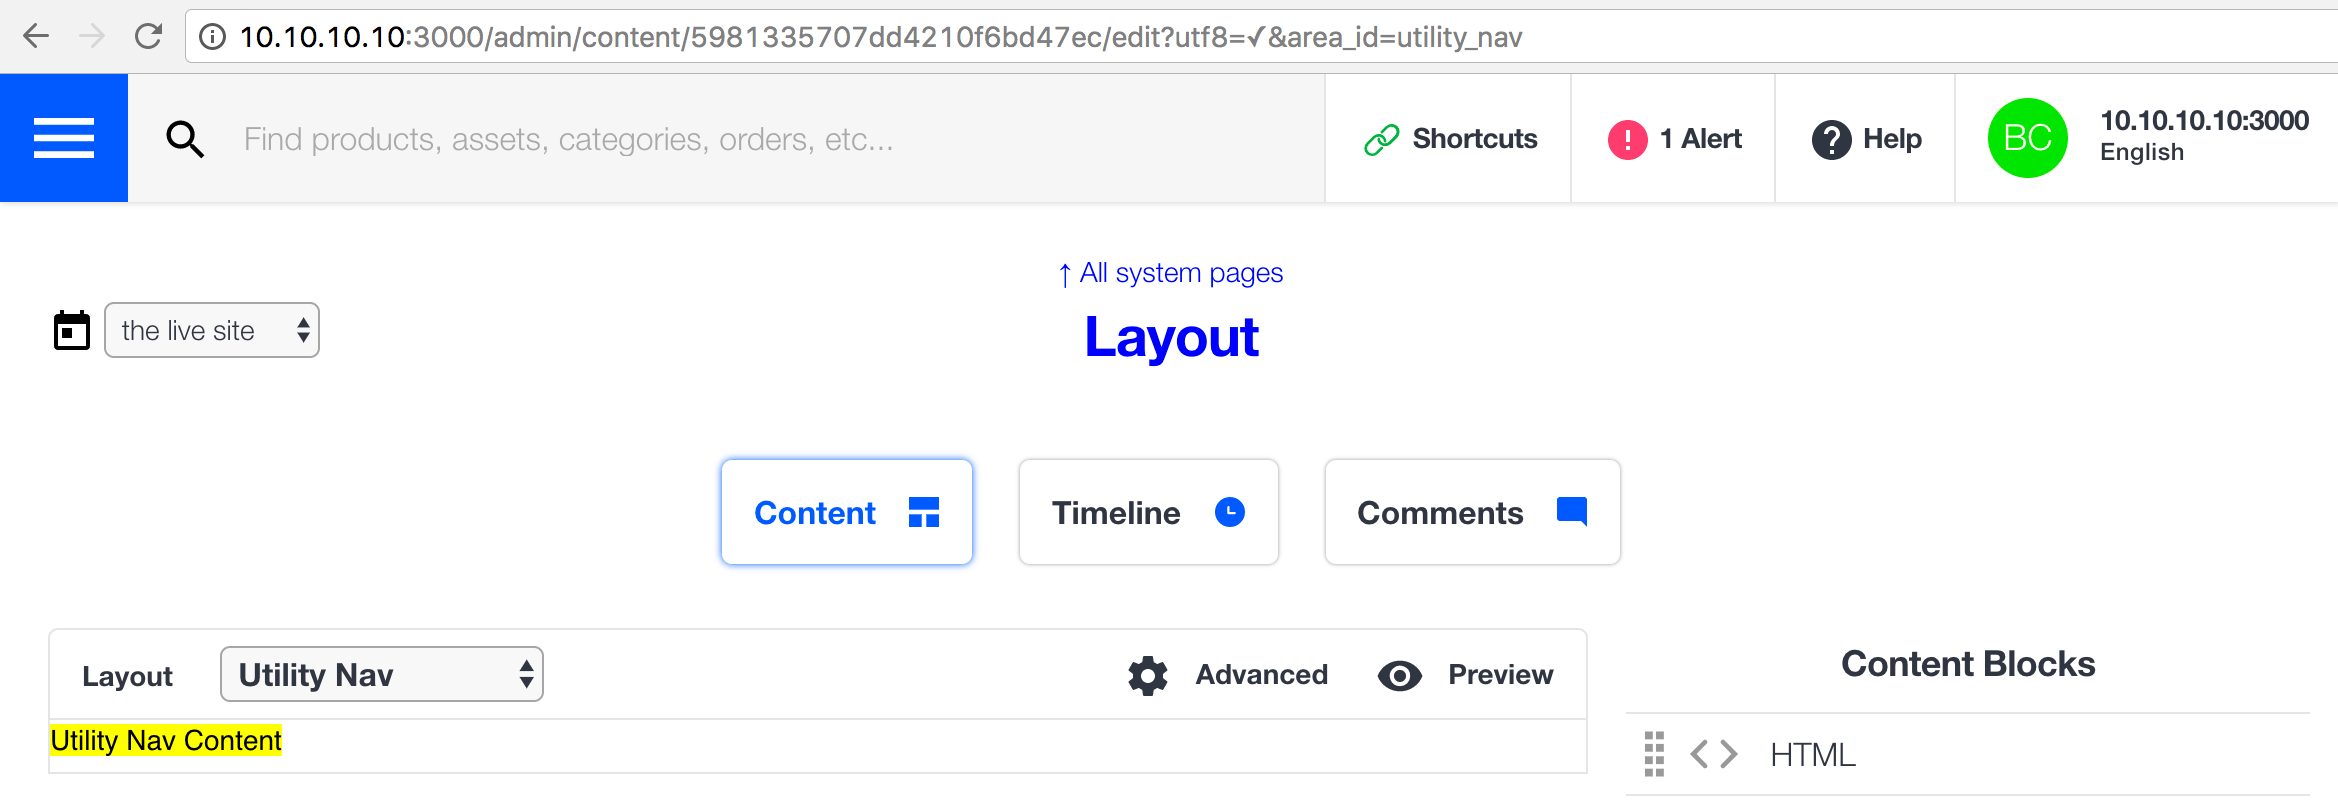 10.10.10.10:3000/admin/content/5981335707dd4210f6bd47ec/edit?utf8=✓&area_id=utility_nav
Find products, assets, categories, orders, etc...
Shortcuts
! 1 Alert
? Help
BC
10.10.10.10:3000
English
↑ All system pages
the live site
Layout
Content
Timeline
Comments
Layout
Utility Nav
Advanced
Preview
Utility Nav Content
Content Blocks
<> HTML